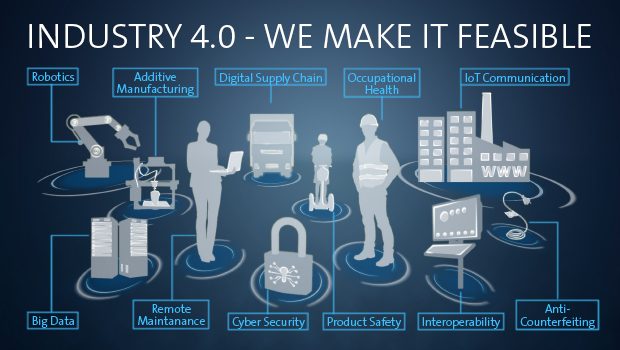 INDUSTRY 4.0 - WE MAKE IT FEASIBLE
Robotics
Additive
Manufacturing
Digital Supply Chain
Occupational
Health
IoT Communication
WWW
Big Data
Remote
Maintanance
Cyber Security
Product Safety
Interoperability
Anti-
Counterfeiting